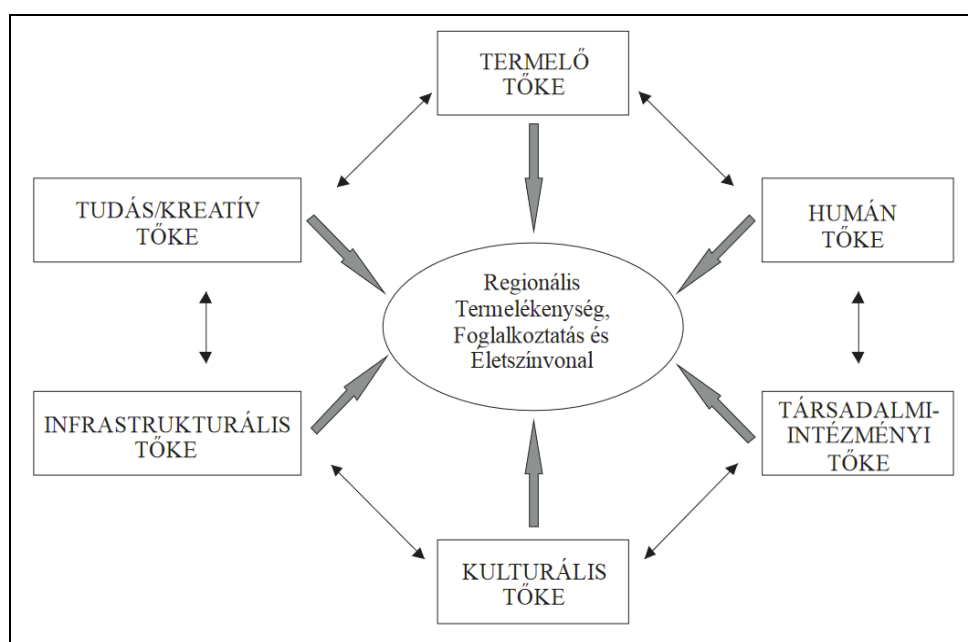 TERMELŐ
TŐKE
TUDÁS/KREATÍV
TŐKE
HUMÁN
TŐKE
Regionális
Termelékenység,
Foglalkoztatás és
Életszínvonal
INFRASTRUKTURÁLIS
TŐKE
TÁRSADALMI-
INTÉZMÉNYI
TŐKE
KULTURÁLIS
TŐKE